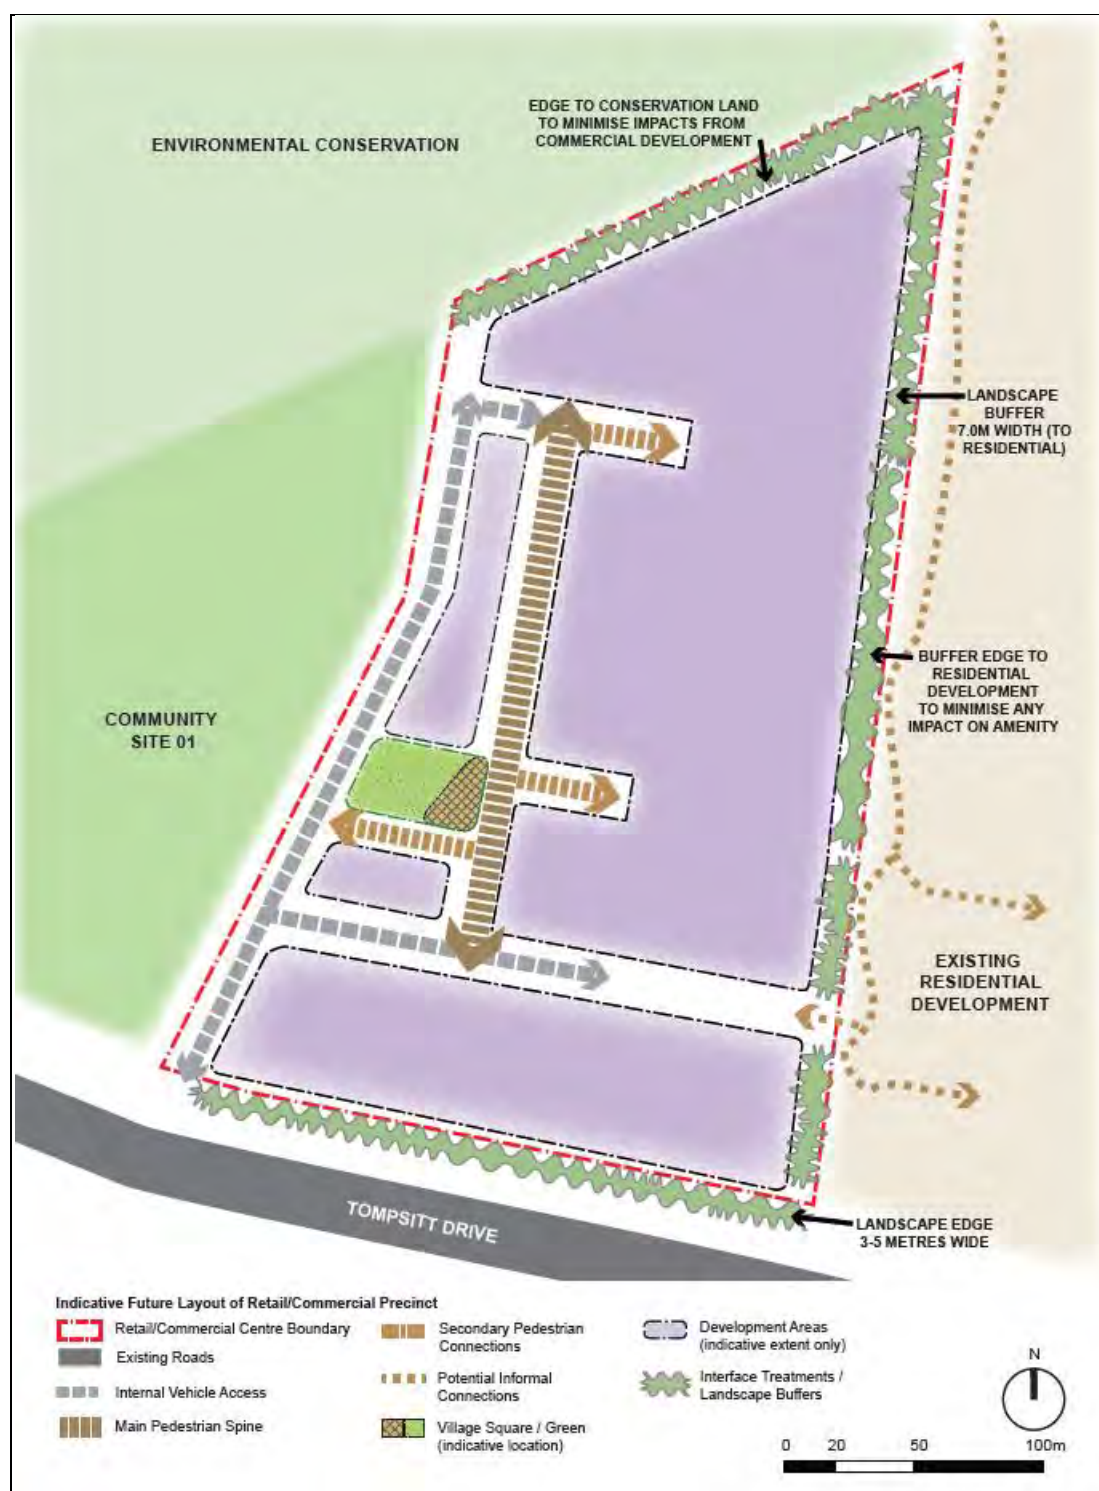 EDGE TO CONSERVATION LAND
TO MINIMISE IMPACTS FROM
COMMERCIAL DEVELOPMENT
ENVIRONMENTAL CONSERVATION
LANDSCAPE
BUFFER
7.0M WIDTH (TO
RESIDENTIAL)
BUFFER EDGE TO
RESIDENTIAL
DEVELOPMENT
TO MINIMISE ANY
IMPACT ON AMENITY
COMMUNITY
SITE 01
EXISTING
RESIDENTIAL
DEVELOPMENT
TOMPSITT DRIVE
LANDSCAPE EDGE
3-5 METRES WIDE
Indicative Future Layout of Retail/Commercial Precinct
Retail/Commercial Centre Boundary
Existing Roads
Internal Vehicle Access
Main Pedestrian Spine
Secondary Pedestrian
Connections
Potential Informal
Connections
Village Square / Green
(indicative location)
Development Areas
(indicative extent only)
Interface Treatments /
Landscape Buffers
N
0 20 50 100m